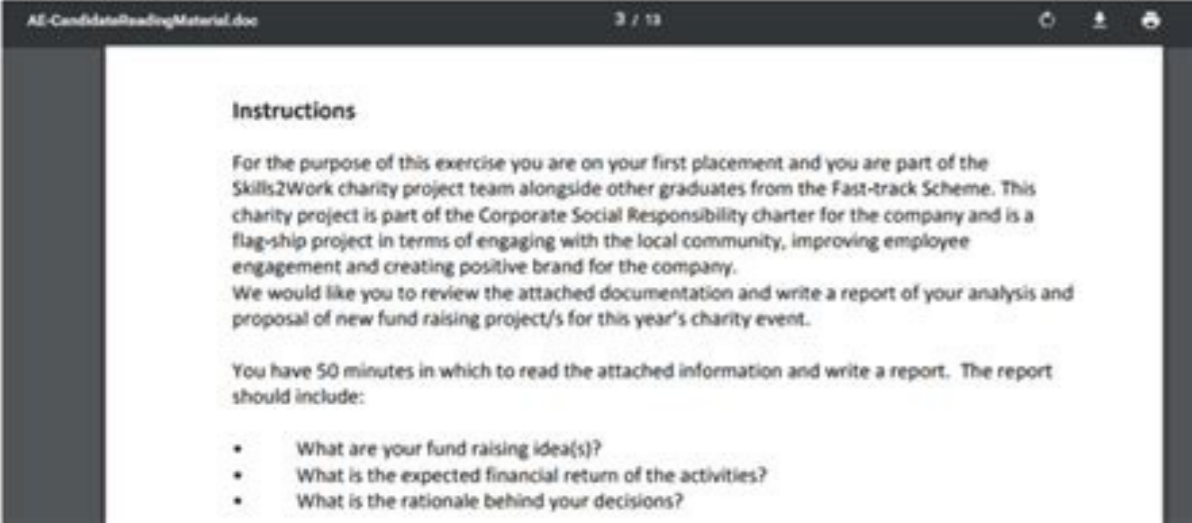 AE-CandidateReadingMaterial.doc
3 / 13
Instructions
For the purpose of this exercise you are on your first placement and you are part of the
Skills2Work charity project team alongside other graduates from the Fast-track Scheme. This
charity project is part of the Corporate Social Responsibility charter for the company and is a
flag-ship project in terms of engaging with the local community, improving employee
engagement and creating positive brand for the company.
We would like you to review the attached documentation and write a report of your analysis and
proposal of new fund raising project/s for this year's charity event.
You have 50 minutes in which to read the attached information and write a report. The report
should include:
• What are your fund raising idea(s)?
• What is the expected financial return of the activities?
• What is the rationale behind your decisions?